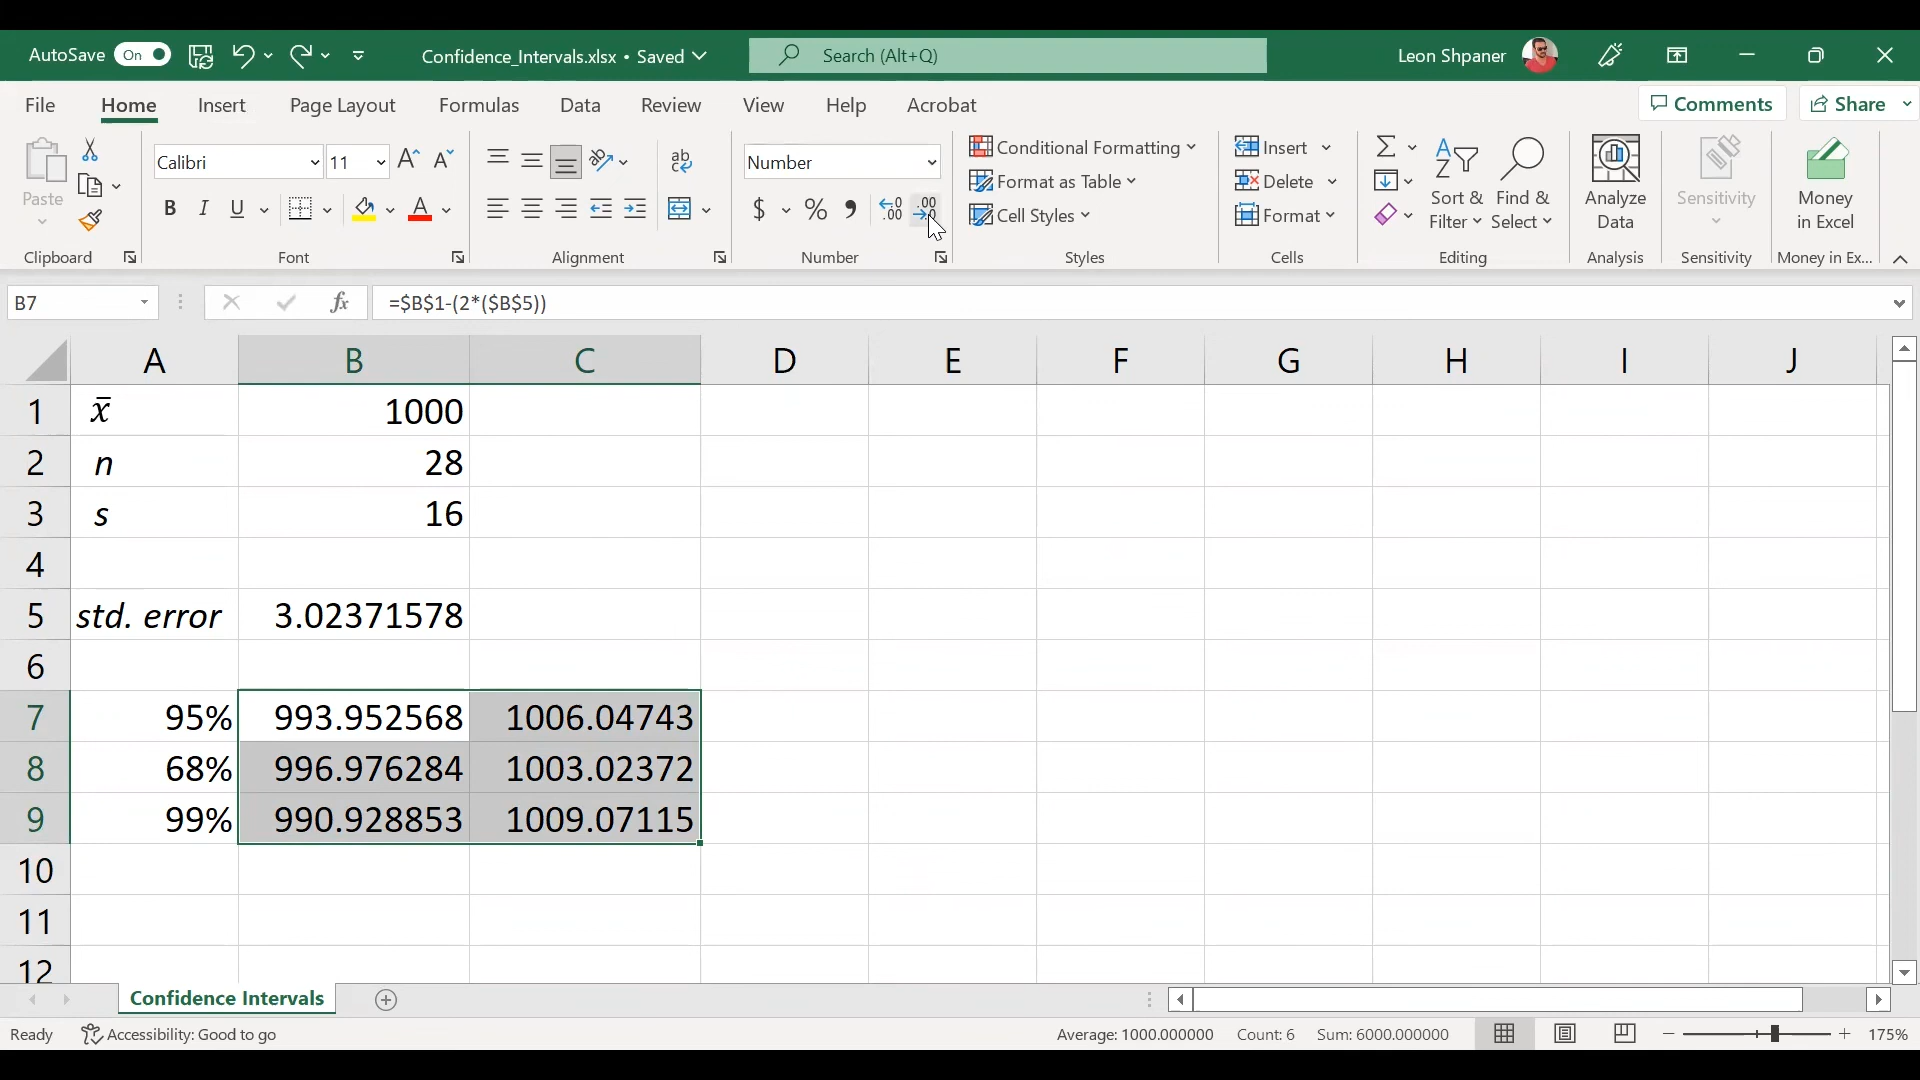 AutoSave On Confidence_Intervals.xlsx • Saved Search (Alt+Q) Leon Shpaner
File Home Insert Page Layout Formulas Data Review View Help Acrobat Comments Share
Paste
Calibri 11
B I U A
ab
Number
$ % ,
Conditional Formatting
Format as Table
Cell Styles
Insert
Delete
Format
Sort & Filter
Find & Select
Analyze Data
Sensitivity
Money in Excel
Clipboard Font Alignment Number Styles Cells Editing Analysis Sensitivity Money in Ex...
B7 fx =$B$1-(2*($B$5))
A B C D E F G H I J
1 x̄ 1000
2 n 28
3 s 16
4
5 std. error 3.02371578
6
7 95% 993.952568 1006.04743
8 68% 996.976284 1003.02372
9 99% 990.928853 1009.07115
10
11
12
Confidence Intervals
Ready Accessibility: Good to go Average: 1000.000000 Count: 6 Sum: 6000.000000 175%